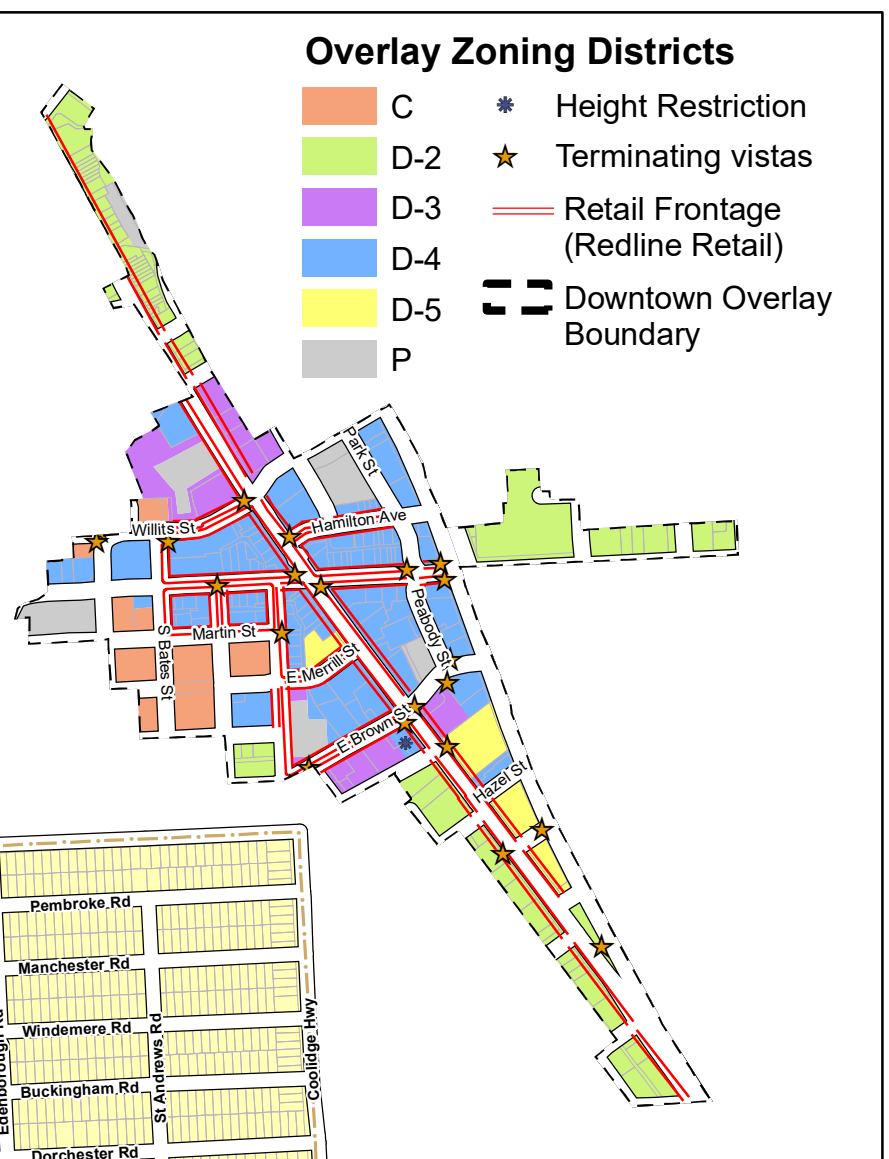 Overlay Zoning Districts
C
Height Restriction
D-2
Terminating vistas
D-3
Retail Frontage
(Redline Retail)
D-4
D-5
Downtown Overlay
Boundary
P
Park St
Willits St
Hamilton Ave
Peabody St
Martin St
S Bates St
E Merrill St
E Brown St
Hazel St
Pembroke Rd
Manchester Rd
Windemere Rd
Buckingham Rd
Dorchester Rd
Edenborough Rd
St Andrews Rd
Coolidge Hwy